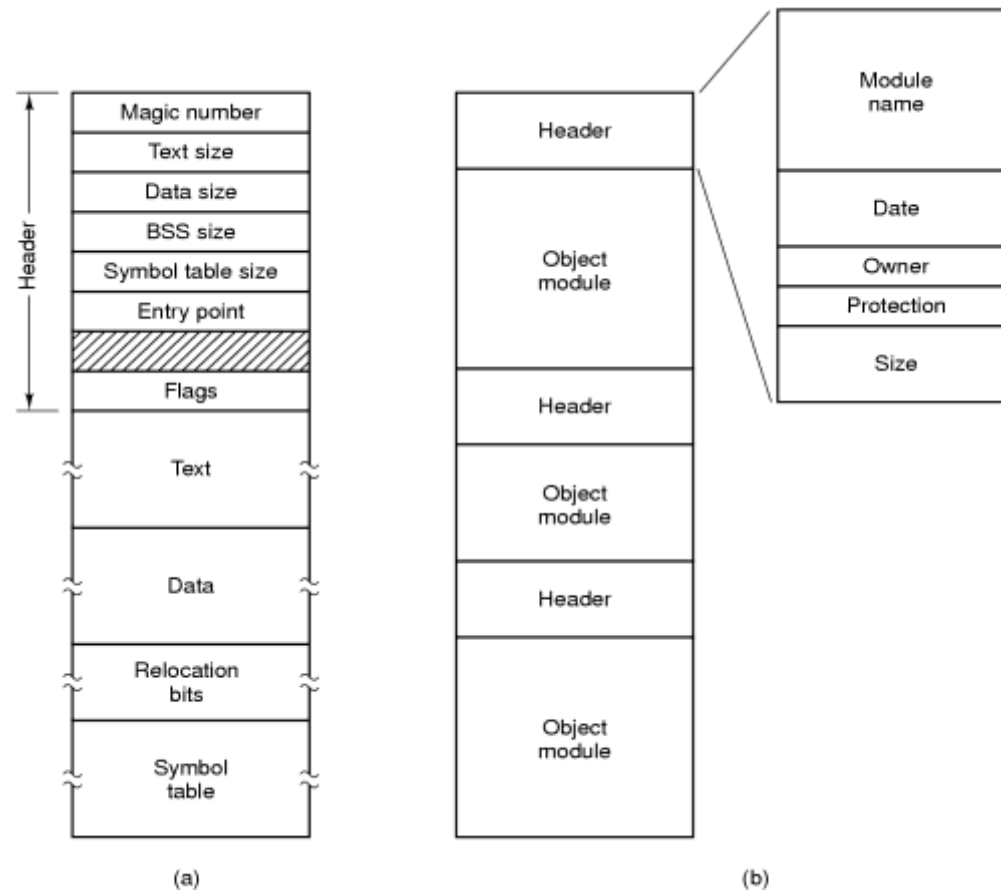 Header
Magic number
Text size
Data size
BSS size
Symbol table size
Entry point
Flags
Text
Data
Relocation
bits
Symbol
table
(a)
Header
Object
module
Header
Object
module
Header
Object
module
Module
name
Date
Owner
Protection
Size
(b)